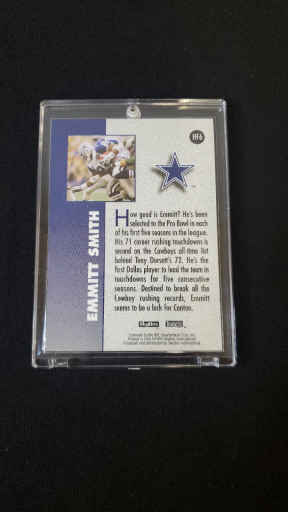 HF6
EMMITT SMITH
How good is Emmitt? He's been
selected to the Pro Bowl in each
of his first five seasons in the league.
His 71 career rushing touchdowns is
second on the Cowboys all-time list
behind Tony Dorsett's 72. He's the
first Dallas player to lead the team in
touchdowns for five consecutive
seasons. Destined to break all the
Cowboy rushing records, Emmitt
seems to be a lock for Canton.
SkyBox